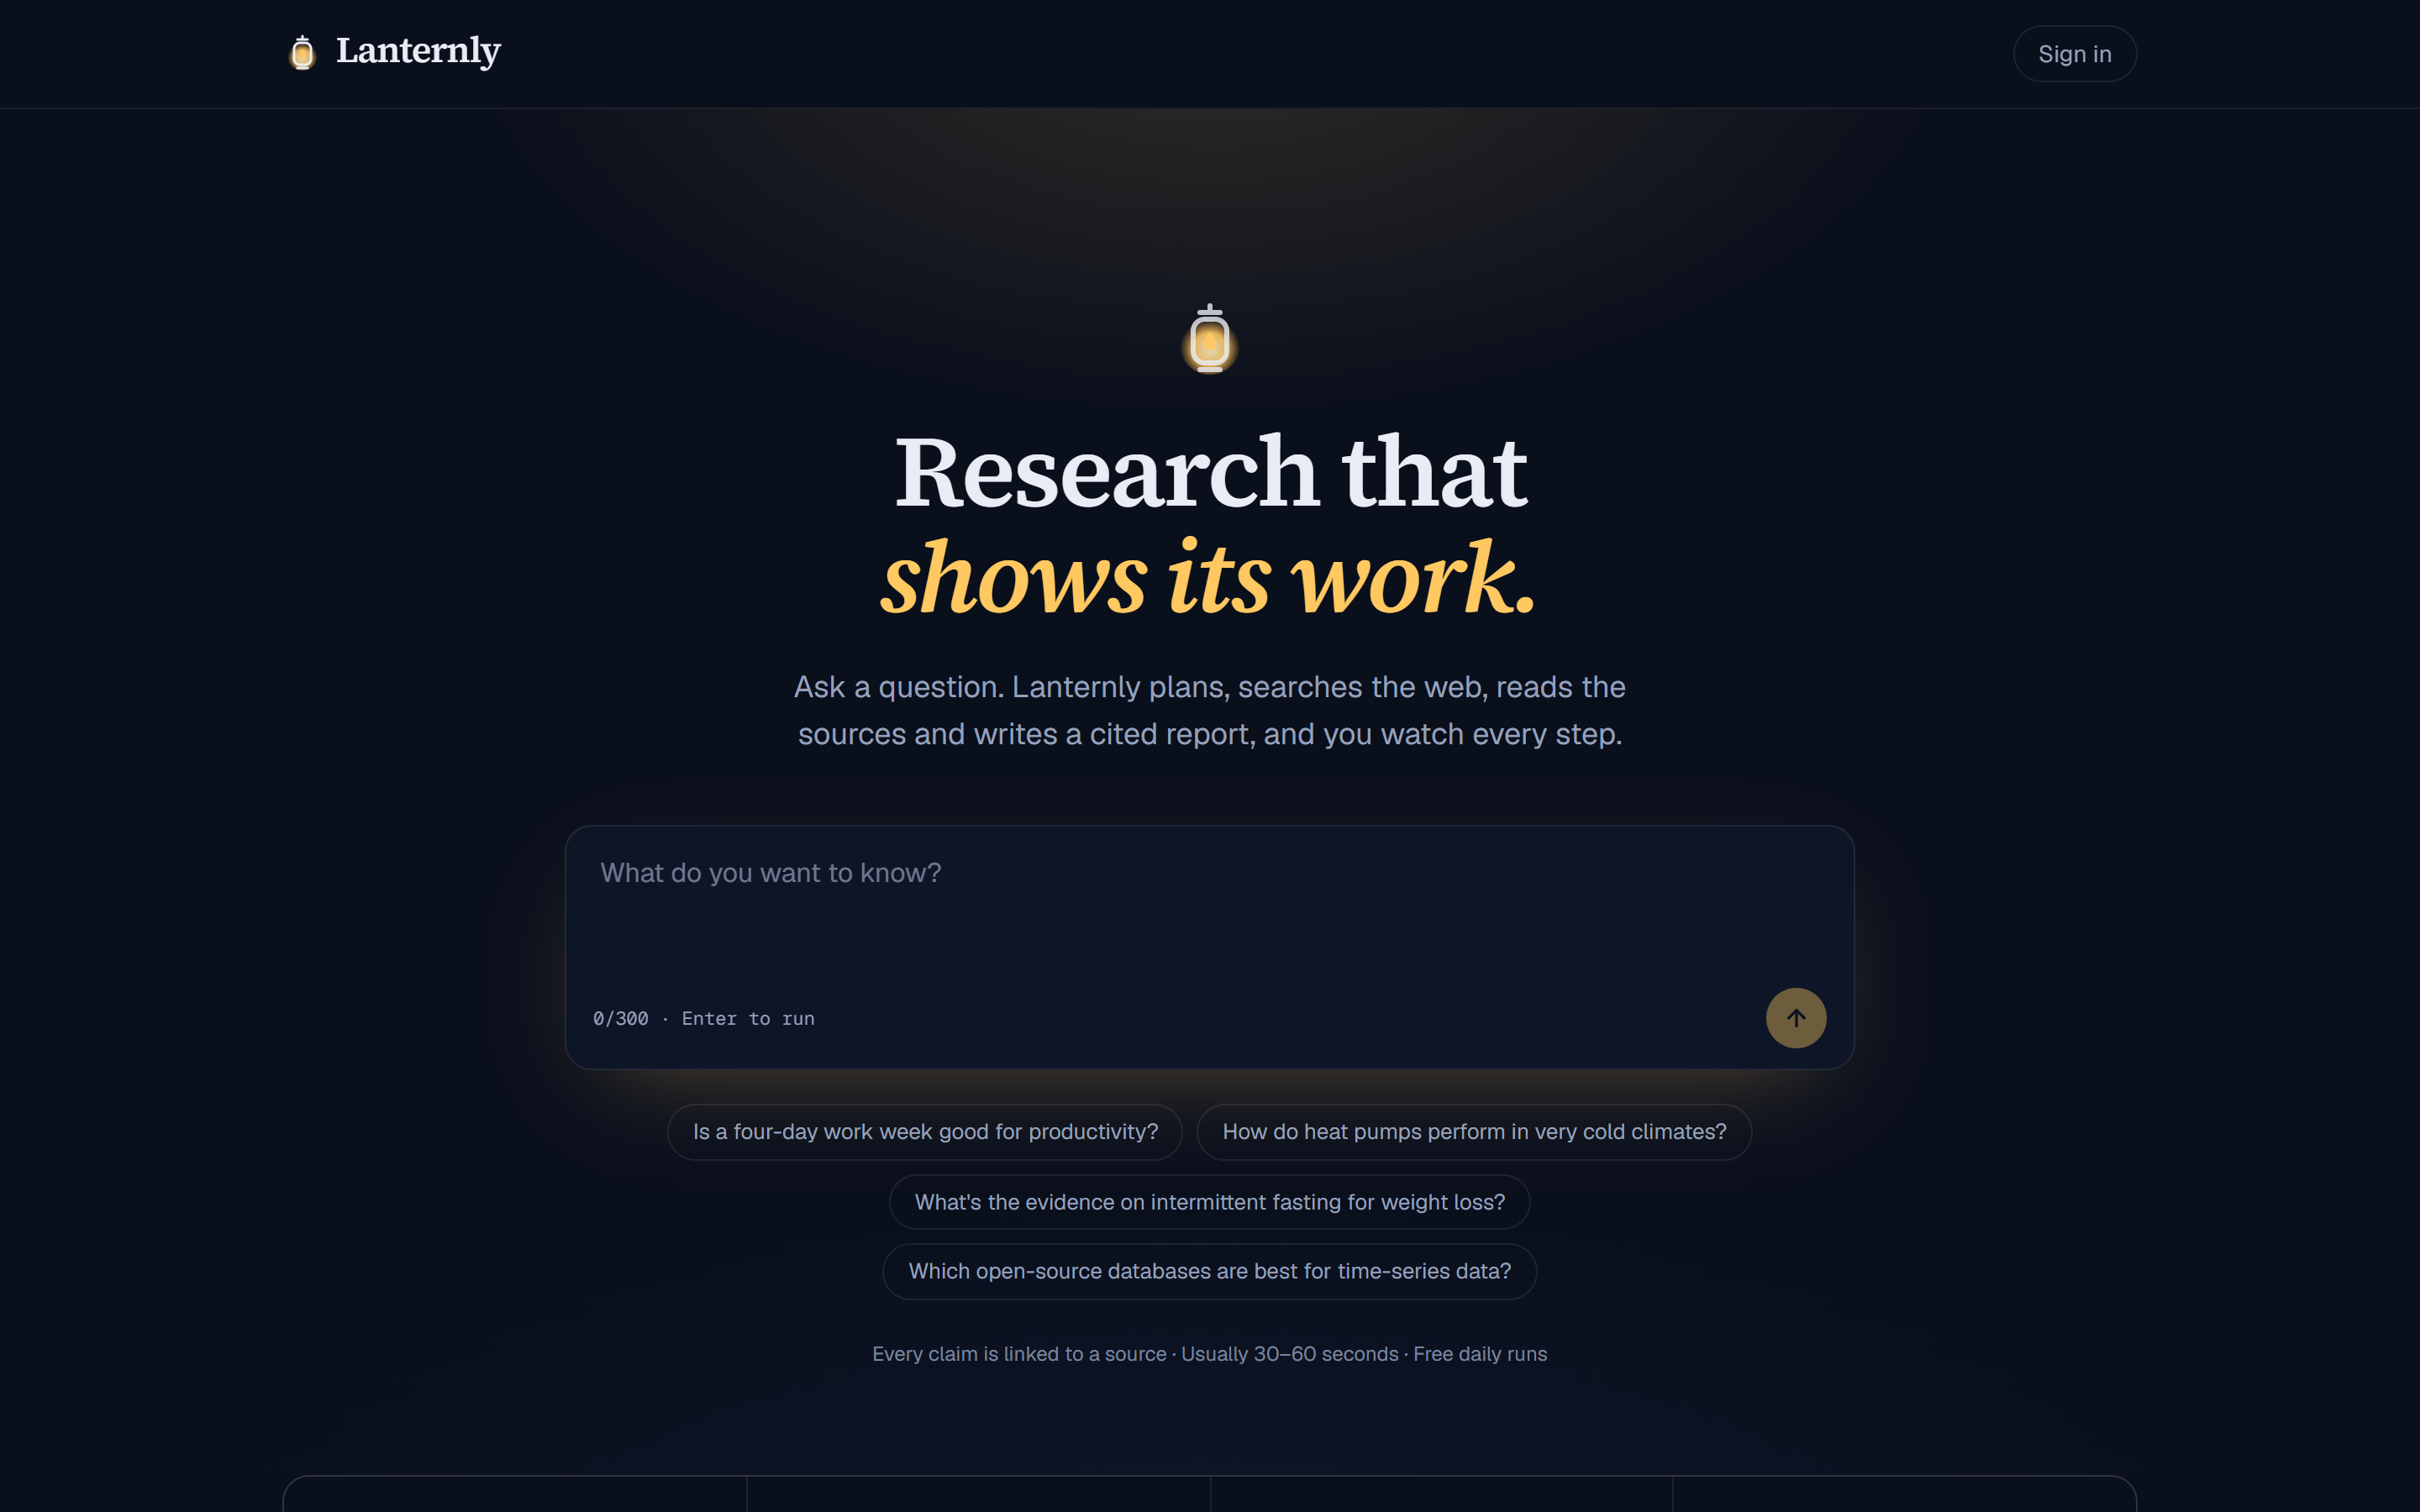 Lanternly
Sign in
Research that
shows its work.
Ask a question. Lanternly plans, searches the web, reads the
sources and writes a cited report, and you watch every step.
What do you want to know?
0/300 · Enter to run
Is a four-day work week good for productivity?
How do heat pumps perform in very cold climates?
What's the evidence on intermittent fasting for weight loss?
Which open-source databases are best for time-series data?
Every claim is linked to a source · Usually 30–60 seconds · Free daily runs